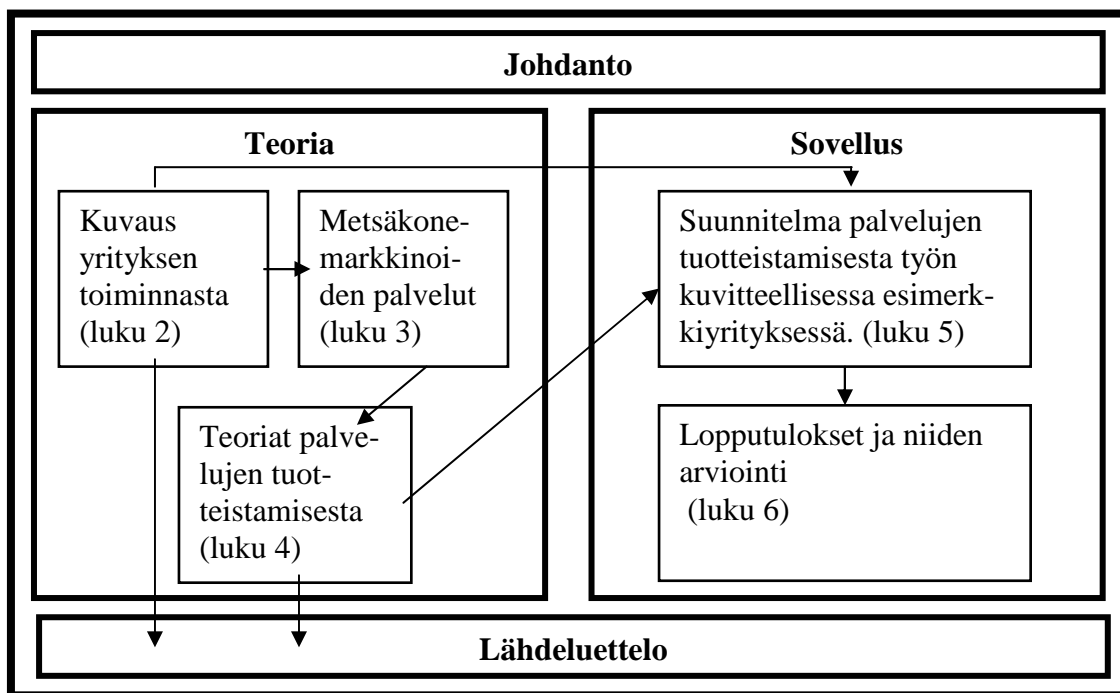 Johdanto
Teoria
Kuvaus
yrityksen
toiminnasta
(luku 2)
Metsäkone-
markkinoi-
den palvelut
(luku 3)
Teoriat palve-
lujen tuot-
teistamisesta
(luku 4)
Sovellus
Suunnitelma palvelujen
tuotteistamisesta työn
kuvitteellisessa esimerk-
kiyrityksessä. (luku 5)
Lopputulokset ja niiden
arviointi
(luku 6)
Lähdeluettelo